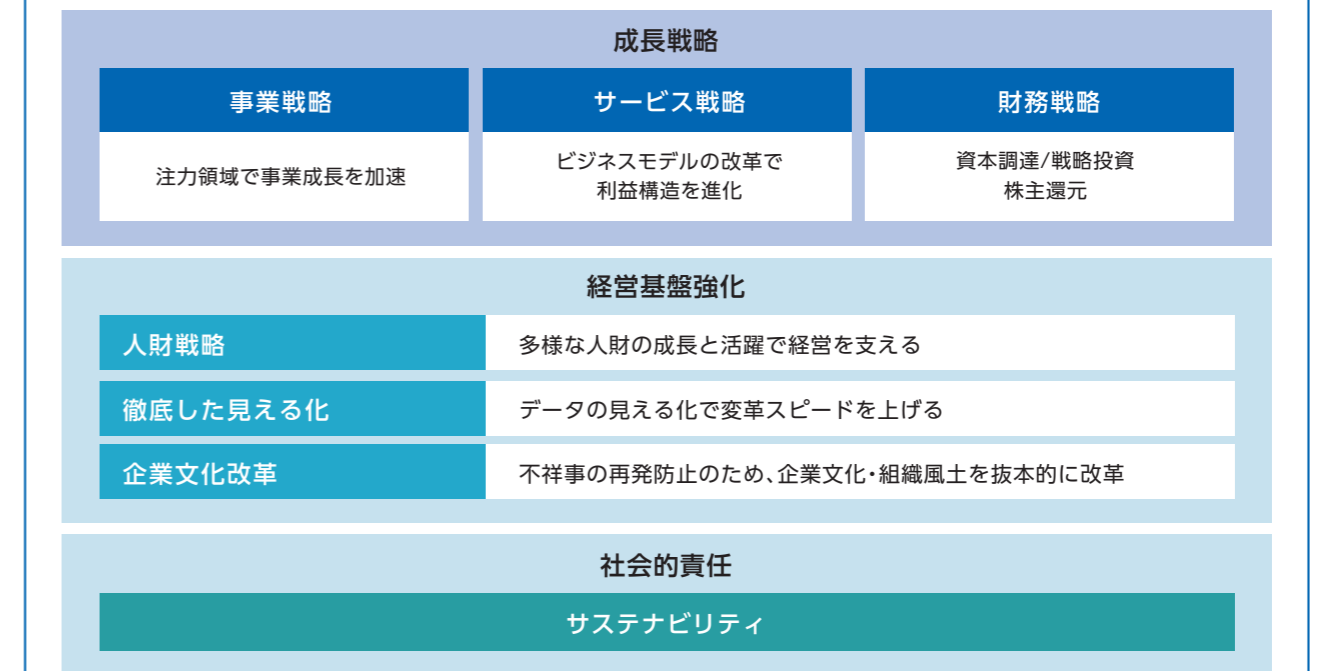 成長戦略
事業戦略
注力領域で事業成長を加速
サービス戦略
ビジネスモデルの改革で
利益構造を進化
財務戦略
資本調達/戦略投資
株主還元
経営基盤強化
人財戦略
多様な人財の成長と活躍で経営を支える
徹底した見える化
データの見える化で変革スピードを上げる
企業文化改革
不祥事の再発防止のため、企業文化・組織風土を抜本的に改革
社会的責任
サステナビリティ